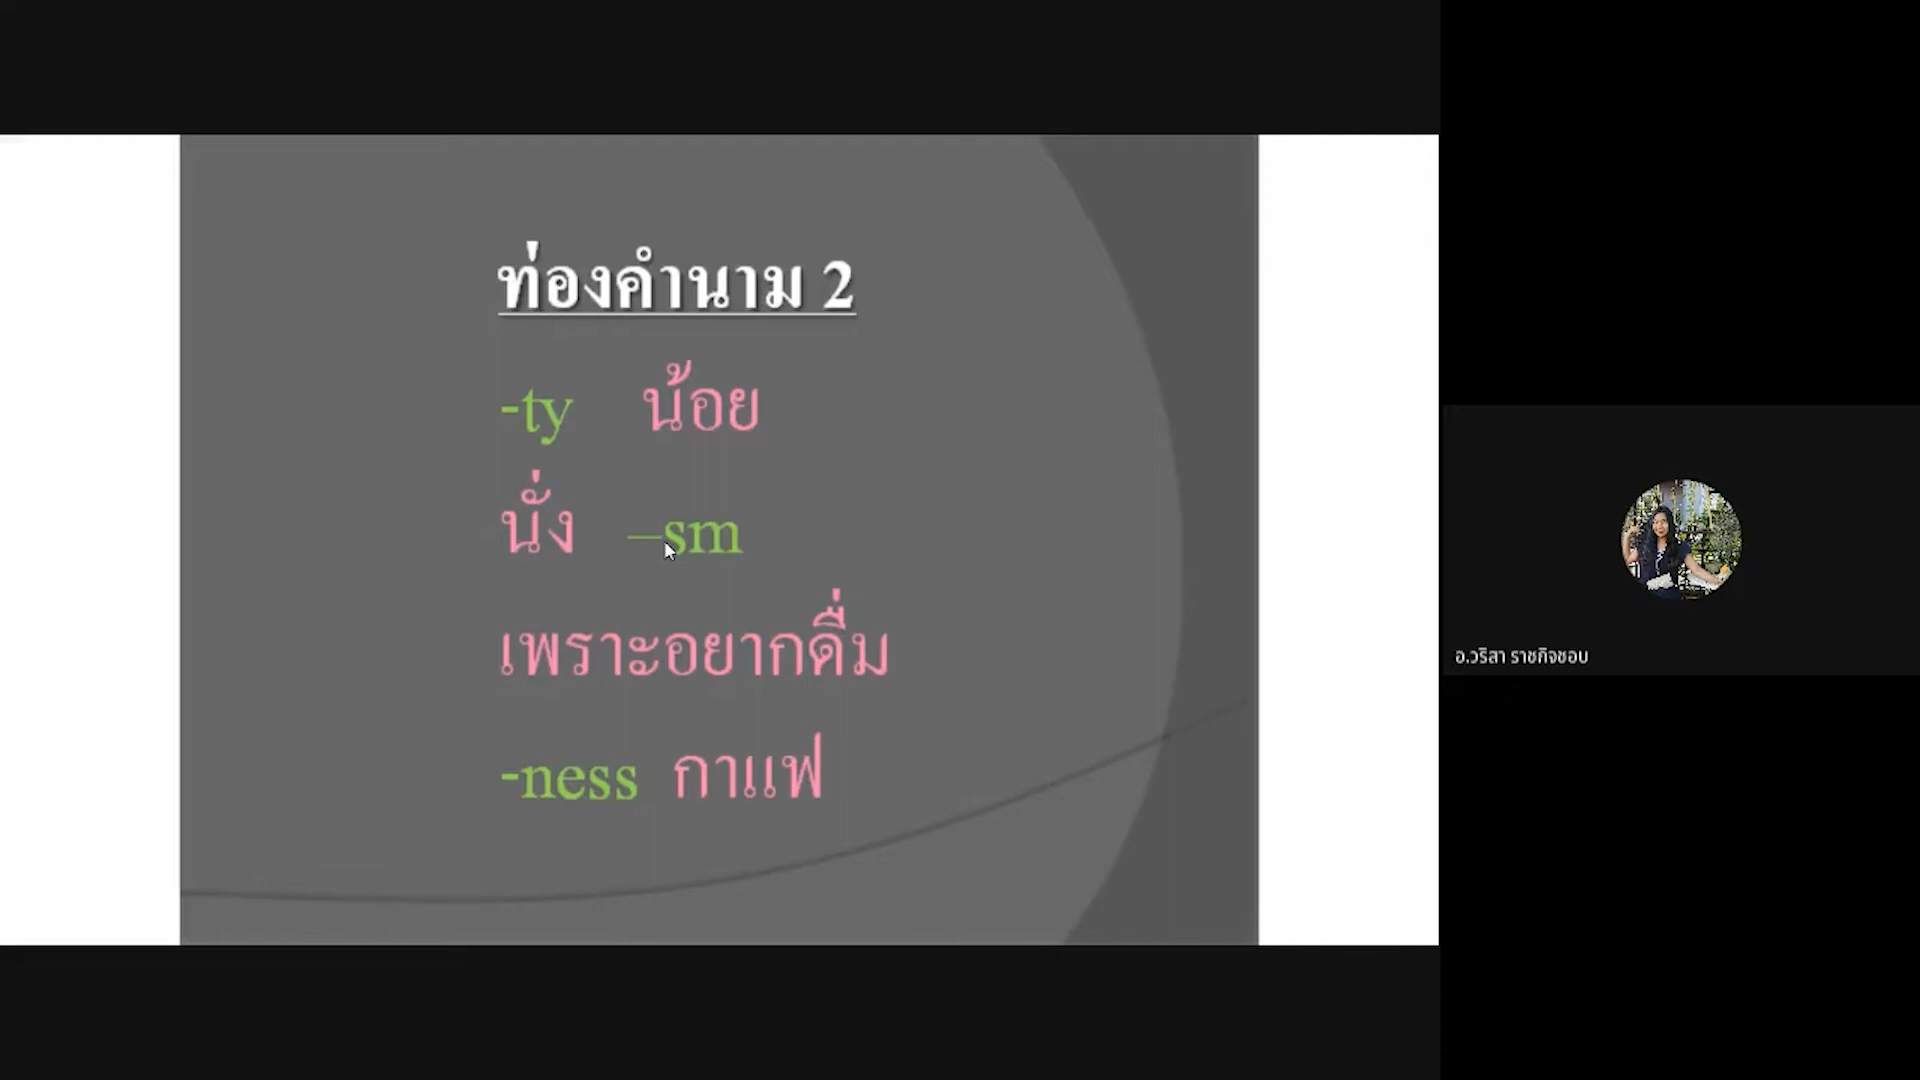 ท่องคำนาม 2
-ty น้อย
นั่ง –sm
เพราะอยากดื่ม
-ness กาแฟ
อ.วริสา ราชกิจชอบ